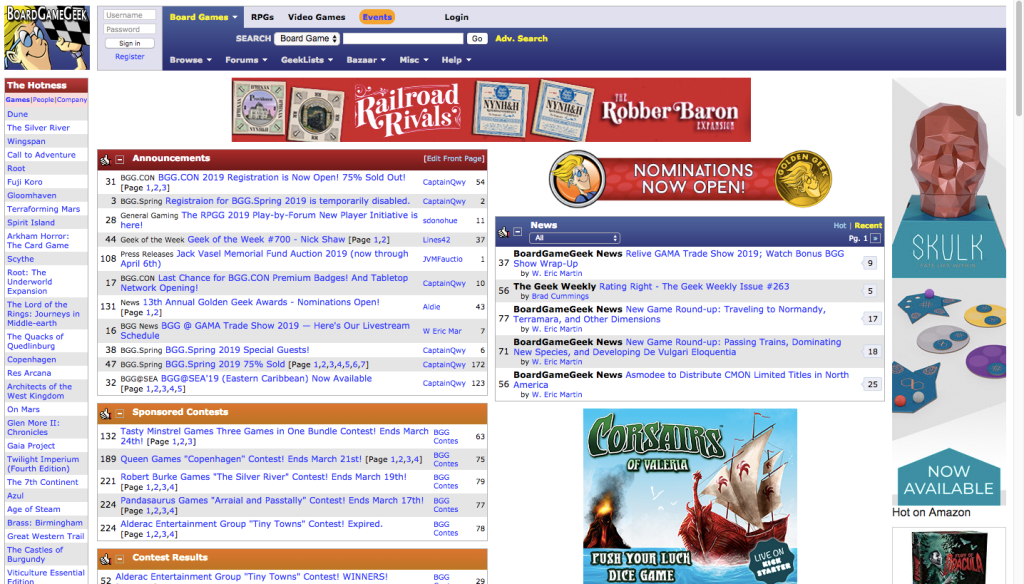 BOARDGAMEGEEK
Username
Password
Sign in
Register
Board Games
RPGs
Video Games
Events
Login
SEARCH
Board Game
Go
Adv. Search
Browse
Forums
GeekLists
Bazaar
Misc
Help
The Hotness
Games|People|Company
Dune
The Silver River
Wingspan
Call to Adventure
Root
Fuji Koro
Gloomhaven
Terraforming Mars
Spirit Island
Arkham Horror:
The Card Game
Scythe
Root: The
Underworld
Expansion
The Lord of the
Rings: Journeys in
Middle-earth
The Quacks of
Quedlinburg
Copenhagen
Res Arcana
Architects of the
West Kingdom
On Mars
Glen More II:
Chronicles
Gaia Project
Twilight Imperium
(Fourth Edition)
The 7th Continent
Azul
Age of Steam
Brass: Birmingham
Great Western Trail
The Castles of
Burgundy
Viticulture Essential
Edition
Providence
Railroad
Rivals
NYNH&H
NYNH&H
THE
Robber Baron
EXPANSION
Announcements
[Edit Front Page]
31 BGG.CON BGG.CON 2019 Registration is Now Open! 75% Sold Out!
[Page 1,2,3] CaptainQwy 54
3 BGG.Spring Registraion for BGG.Spring 2019 is temporarily disabled. CaptainQwy 2
28 General Gaming The RPGG 2019 Play-by-Forum New Player Initiative is
here! sdonohue 11
44 Geek of the Week Geek of the Week #700 - Nick Shaw [Page 1,2] Lines42 37
108 Press Releases Jack Vasel Memorial Fund Auction 2019 (now through
April 6th) JVMFauctio 1
17 BGG.CON Last Chance for BGG.CON Premium Badges! And Tabletop
Network Opening! CaptainQwy 10
131 News 13th Annual Golden Geek Awards - Nominations Open!
[Page 1,2] Aldie 43
16 BGG News BGG @ GAMA Trade Show 2019 — Here's Our Livestream
Schedule W Eric Mar 7
38 BGG.Spring BGG.Spring 2019 Special Guests! CaptainQwy 6
47 BGG.Spring BGG.Spring 2019 75% Sold [Page 1,2,3,4,5,6,7] CaptainQwy 172
32 BGG@SEA BGG@SEA'19 (Eastern Caribbean) Now Available
[Page 1,2,3,4,5] CaptainQwy 123
Sponsored Contests
132 Tasty Minstrel Games Three Games in One Bundle Contest! Ends March
24th! [Page 1,2,3] BGG Contes 63
189 Queen Games "Copenhagen" Contest! Ends March 21st! [Page 1,2,3,4] BGG Contes 75
221 Robert Burke Games "The Silver River" Contest! Ends March 19th!
[Page 1,2,3,4] BGG Contes 79
224 Pandasaurus Games "Arraial and Passtally" Contest! Ends March 17th!
[Page 1,2,3,4] BGG Contes 77
224 Alderac Entertainment Group "Tiny Towns" Contest! Expired.
[Page 1,2,3,4] BGG Contes 78
Contest Results
52 Alderac Entertainment Group "Tiny Towns" Contest! WINNERS! BGG 29
NOMINATIONS
NOW OPEN!
GOLDEN GEEK
News
All
Hot | Recent
Pg. 1 »
37 BoardGameGeek News Relive GAMA Trade Show 2019; Watch Bonus BGG
Show Wrap-Up
by W. Eric Martin 9
56 The Geek Weekly Rating Right - The Geek Weekly Issue #263
by Brad Cummings 5
77 BoardGameGeek News New Game Round-up: Traveling to Normandy,
Terramara, and Other Dimensions
by W. Eric Martin 17
71 BoardGameGeek News New Game Round-up: Passing Trains, Dominating
New Species, and Developing De Vulgari Eloquentia
by W. Eric Martin 18
56 BoardGameGeek News Asmodee to Distribute CMON Limited Titles in North
America
by W. Eric Martin 25
CORSAIRS
OF VALERIA
PUSH YOUR LUCK
DICE GAME
LIVE ON
KICK
STARTER
SKULK
NOW
AVAILABLE
Hot on Amazon
DRACULA